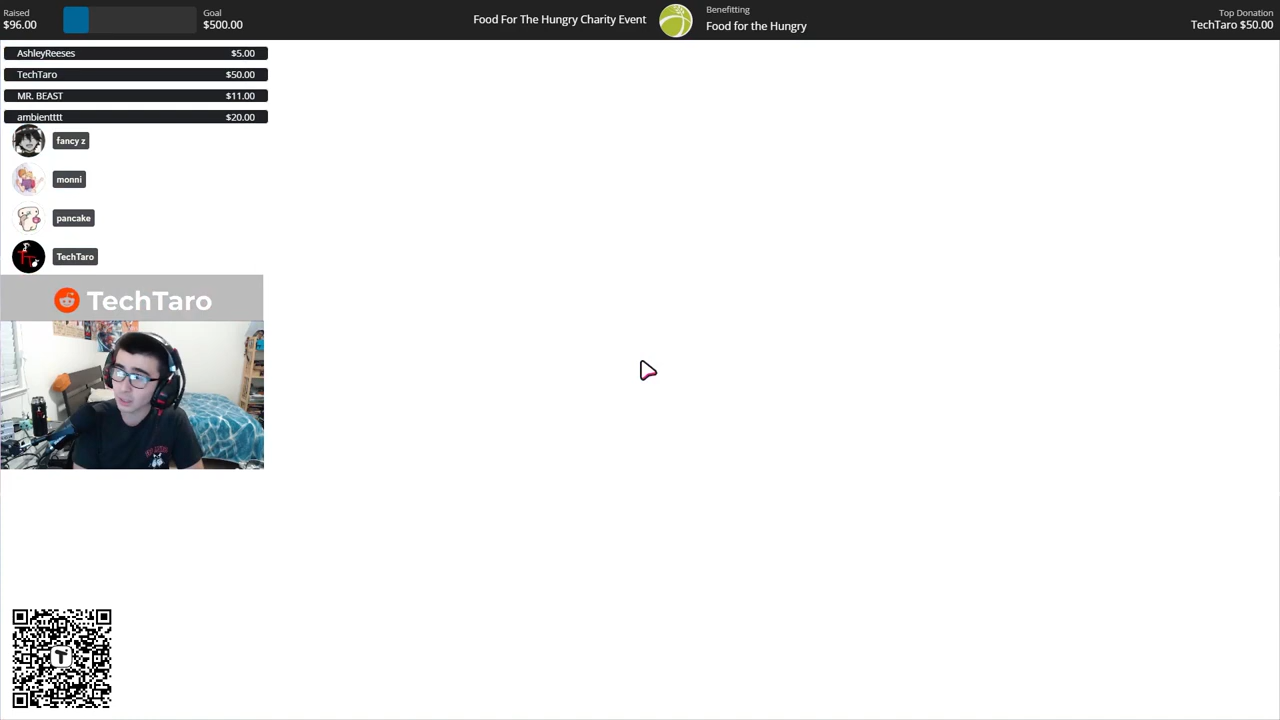 Raised
$96.00
Goal
$500.00
Food For The Hungry Charity Event
Benefitting
Food for the Hungry
Top Donation
TechTaro $50.00
AshleyReeses $5.00
TechTaro $50.00
MR. BEAST $11.00
ambientttt $20.00
fancy z
monni
pancake
TechTaro
TechTaro
T